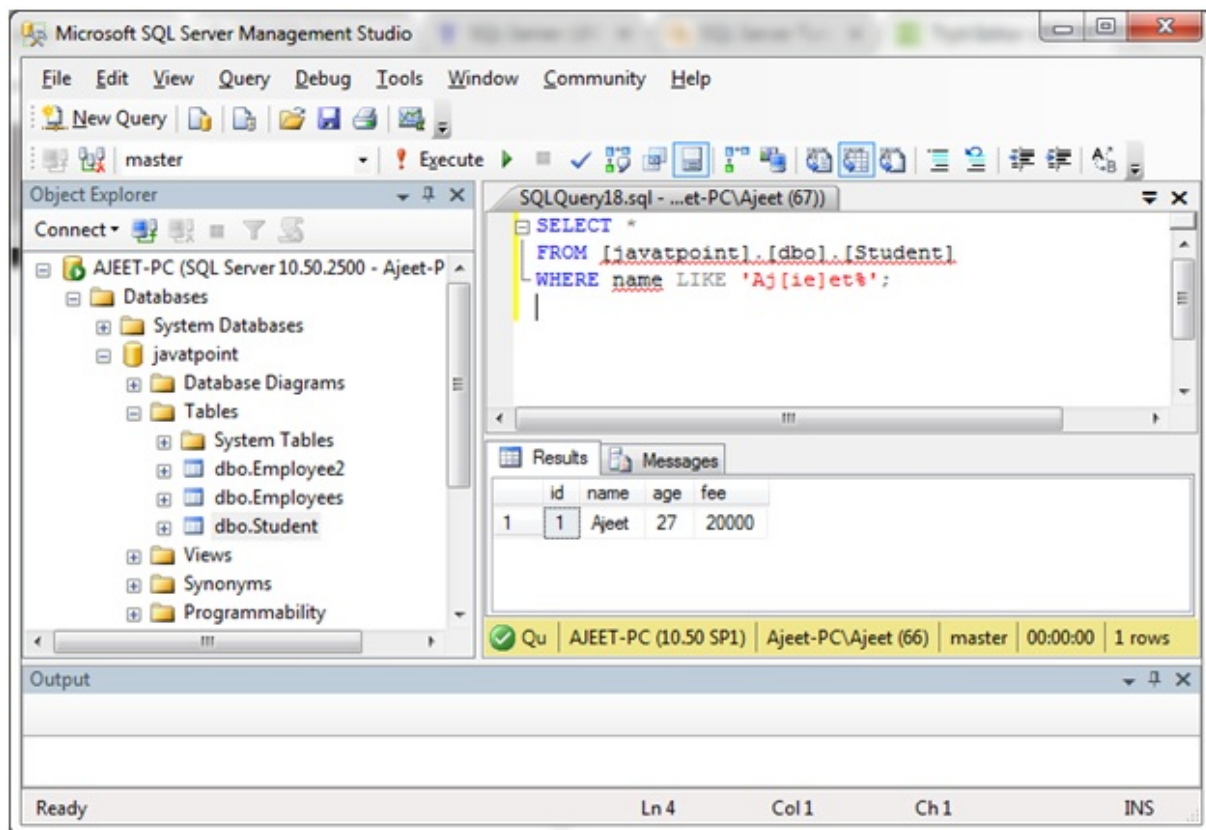 Microsoft SQL Server Management Studio
File Edit View Query Debug Tools Window Community Help
New Query
master Execute
Object Explorer
Connect
AJEET-PC (SQL Server 10.50.2500 - Ajeet-P
Databases
System Databases
javatpoint
Database Diagrams
Tables
System Tables
dbo.Employee2
dbo.Employees
dbo.Student
Views
Synonyms
Programmability
SQLQuery18.sql - ...et-PC\Ajeet (67))
SELECT *
FROM [javatpoint].[dbo].[Student]
WHERE name LIKE 'Aj[ie]et%';
Results Messages
id name age fee
1 1 Ajeet 27 20000
Qu AJEET-PC (10.50 SP1) Ajeet-PC\Ajeet (66) master 00:00:00 1 rows
Output
Ready Ln 4 Col 1 Ch 1 INS